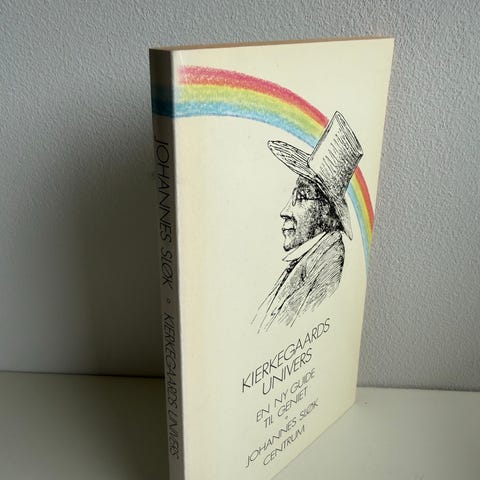 JOHANNES SLØK • KIERKEGAARDS UNIVERS
KIERKEGAARDS
UNIVERS
EN NY GUIDE
TIL GENIET
•
JOHANNES SLØK
CENTRUM